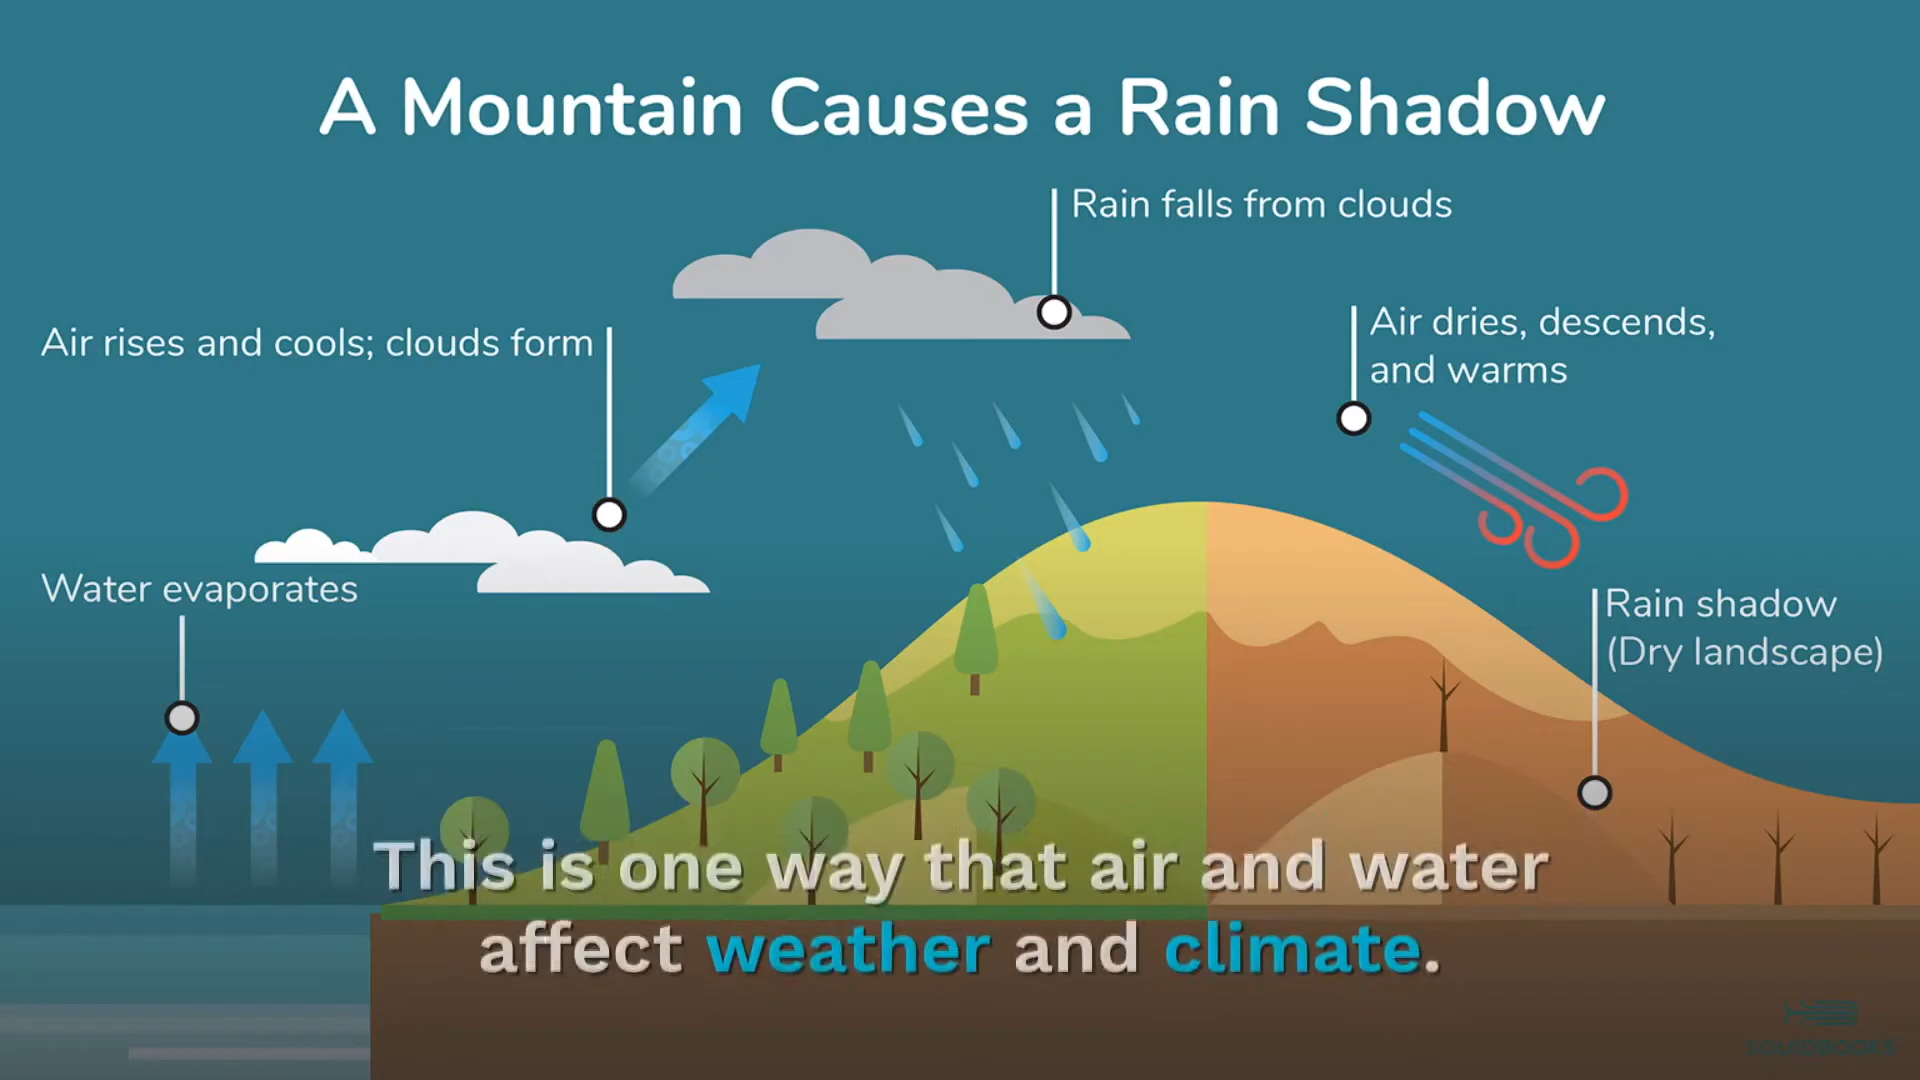 A Mountain Causes a Rain Shadow
Rain falls from clouds
Air rises and cools; clouds form
Air dries, descends,
and warms
Water evaporates
Rain shadow
(Dry landscape)
This is one way that air and water
affect weather and climate.